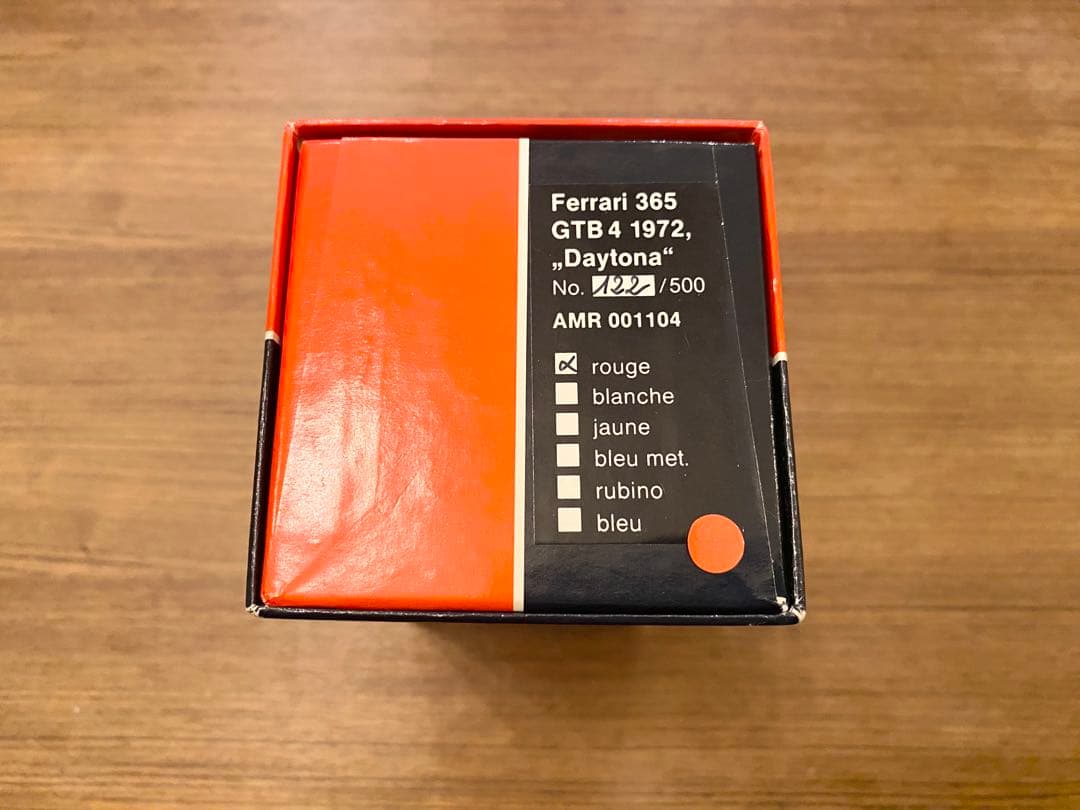 Ferrari 365
GTB 4 1972,
„Daytona“
No. 122 /500
AMR 001104
rouge
blanche
jaune
bleu met.
rubino
bleu